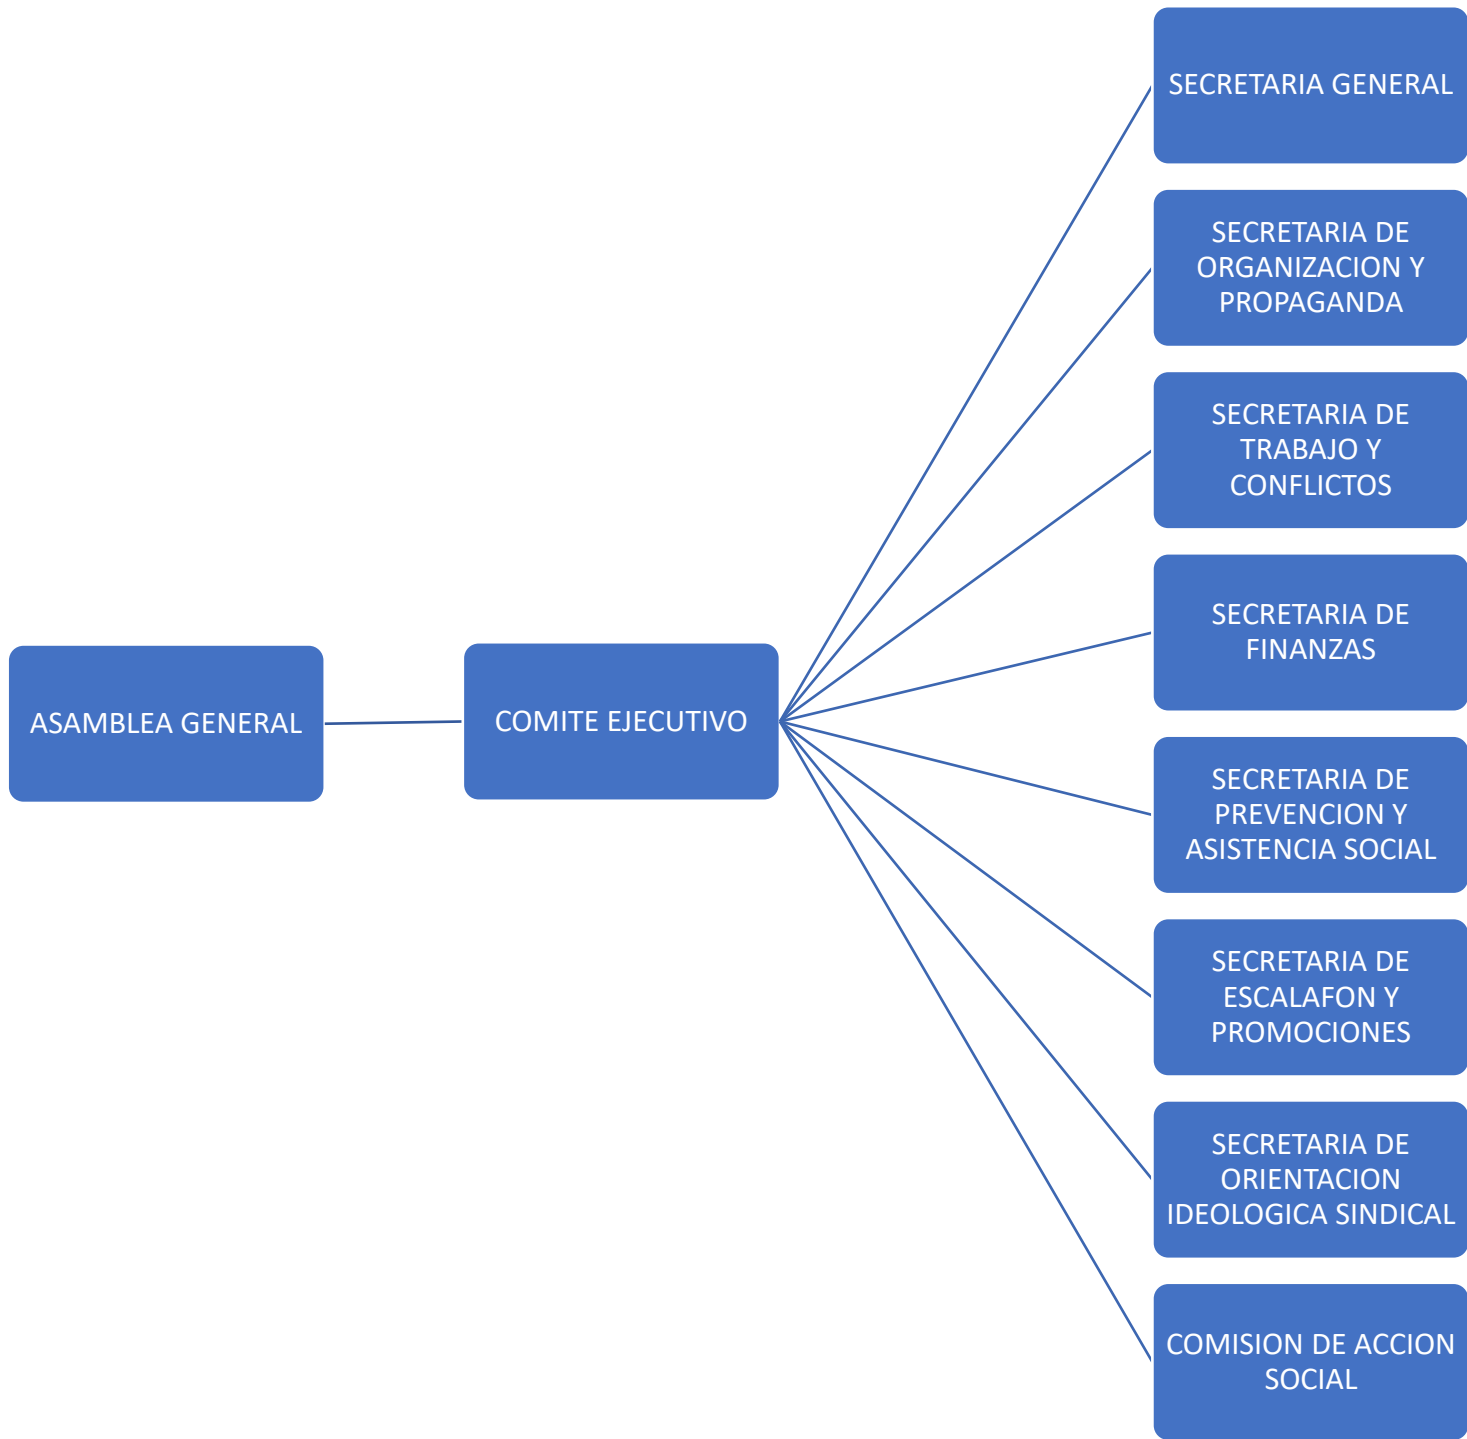 ASAMBLEA GENERAL
COMITE EJECUTIVO
SECRETARIA GENERAL
SECRETARIA DE
ORGANIZACION Y
PROPAGANDA
SECRETARIA DE
TRABAJO Y
CONFLICTOS
SECRETARIA DE
FINANZAS
SECRETARIA DE
PREVENCION Y
ASISTENCIA SOCIAL
SECRETARIA DE
ESCALAFON Y
PROMOCIONES
SECRETARIA DE
ORIENTACION
IDEOLOGICA SINDICAL
COMISION DE ACCION
SOCIAL